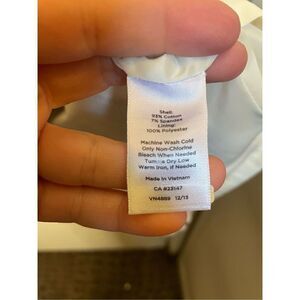 Shell:
93% Cotton
7% Spandex
Lining:
100% Polyester
Machine Wash Cold
Only Non-Chlorine
Bleach When Needed
Tumble Dry Low
Warm Iron, if Needed
Made in Vietnam
CA #23147
VN4889 12/13